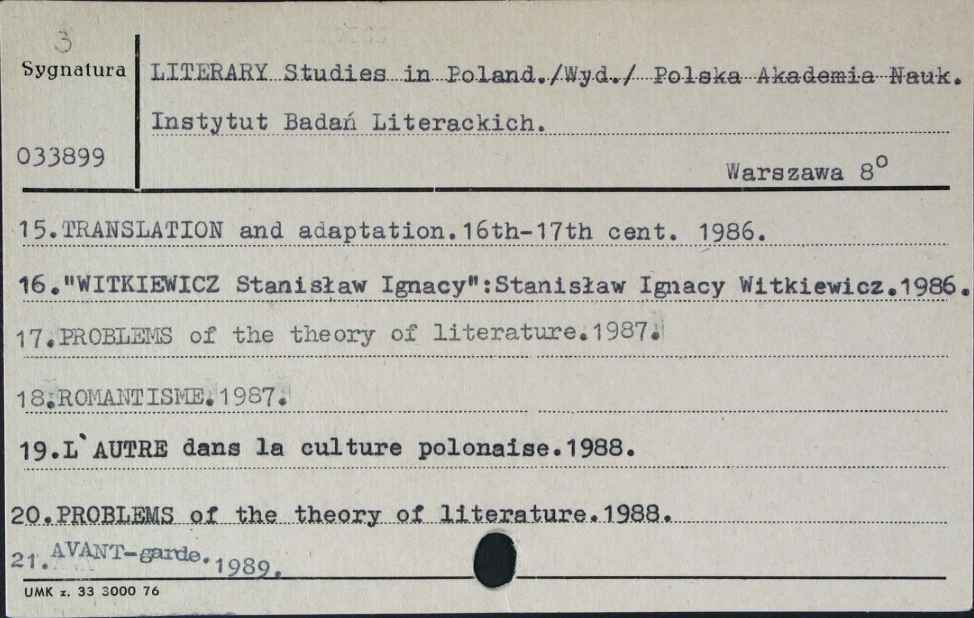 3
Sygnatura
LITERARY Studies in Poland./Wyd./ Polska Akademia Nauk.
Instytut Badań Literackich.
033899
Warszawa 8⁰
15.TRANSLATION and adaptation.16th-17th cent. 1986.
16."WITKIEWICZ Stanisław Ignacy":Stanisław Ignacy Witkiewicz.1986.
17.PROBLEMS of the theory of literature.1987.
18.ROMANTISME.1987.
19.L`AUTRE dans la culture polonaise.1988.
20.PROBLEMS of the theory of literature.1988.
21.AVANT-garde.1989.
UMK z. 33 3000 76